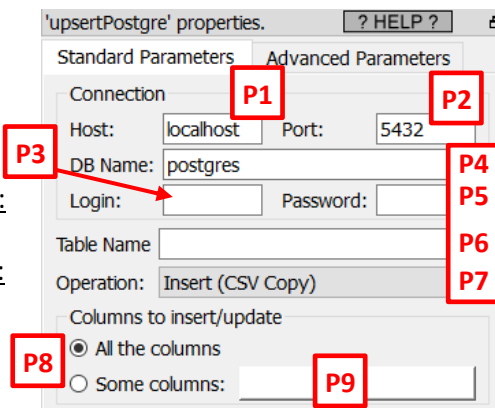 'upsertPostgre' properties. ? HELP ?
Standard Parameters Advanced Parameters
Connection P1 P2
Host: localhost Port: 5432
P3
DB Name: postgres P4
: Login: Password: P5
Table Name P6
: Operation: Insert (CSV Copy) P7
Columns to insert/update
P8 All the columns
Some columns: P9